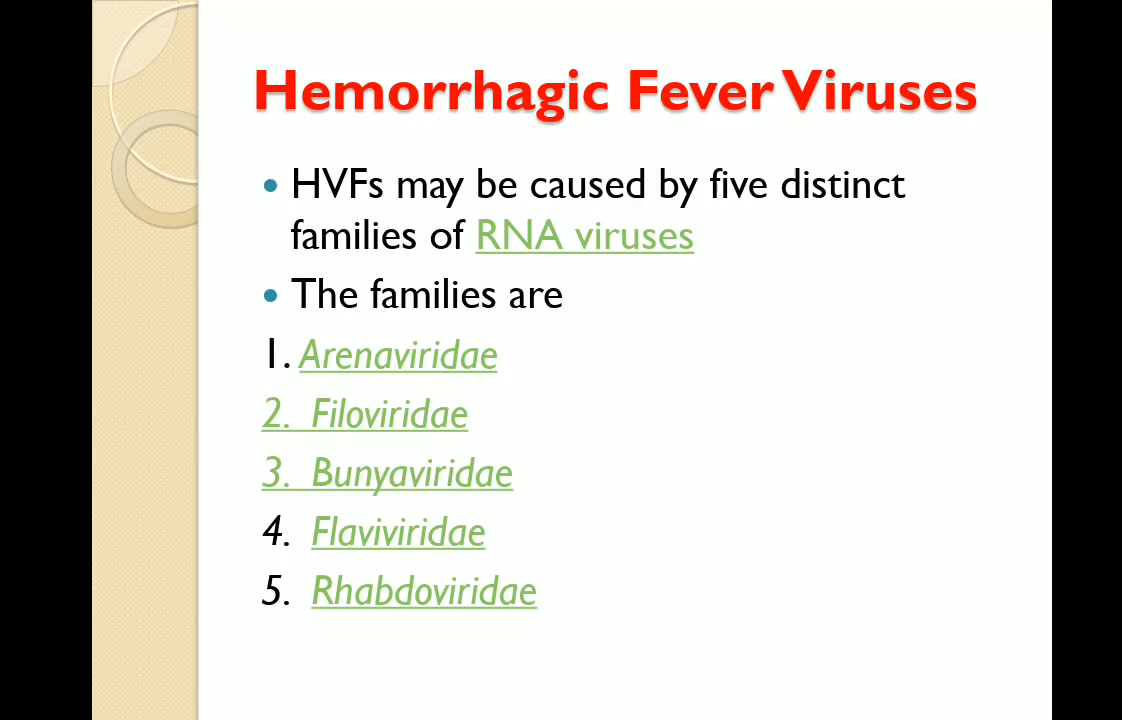 Hemorrhagic Fever Viruses
• HVFs may be caused by five distinct
families of RNA viruses
• The families are
1. Arenaviridae
2. Filoviridae
3. Bunyaviridae
4. Flaviviridae
5. Rhabdoviridae